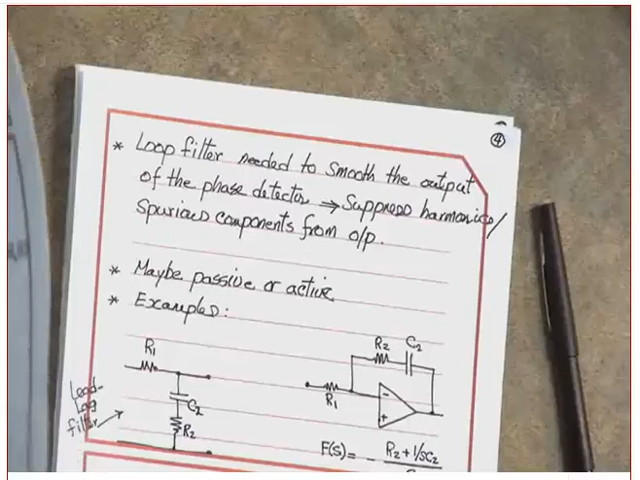 ④
* Loop filter needed to smooth the output
of the phase detector → Suppress harmonics/
Spurious components from o/p.
* Maybe passive or active
* Examples:
R1
C2
R2
Lead-
Lag
filter
R2 C2
R1
-
+
F(s) = - R2 + 1/sC2